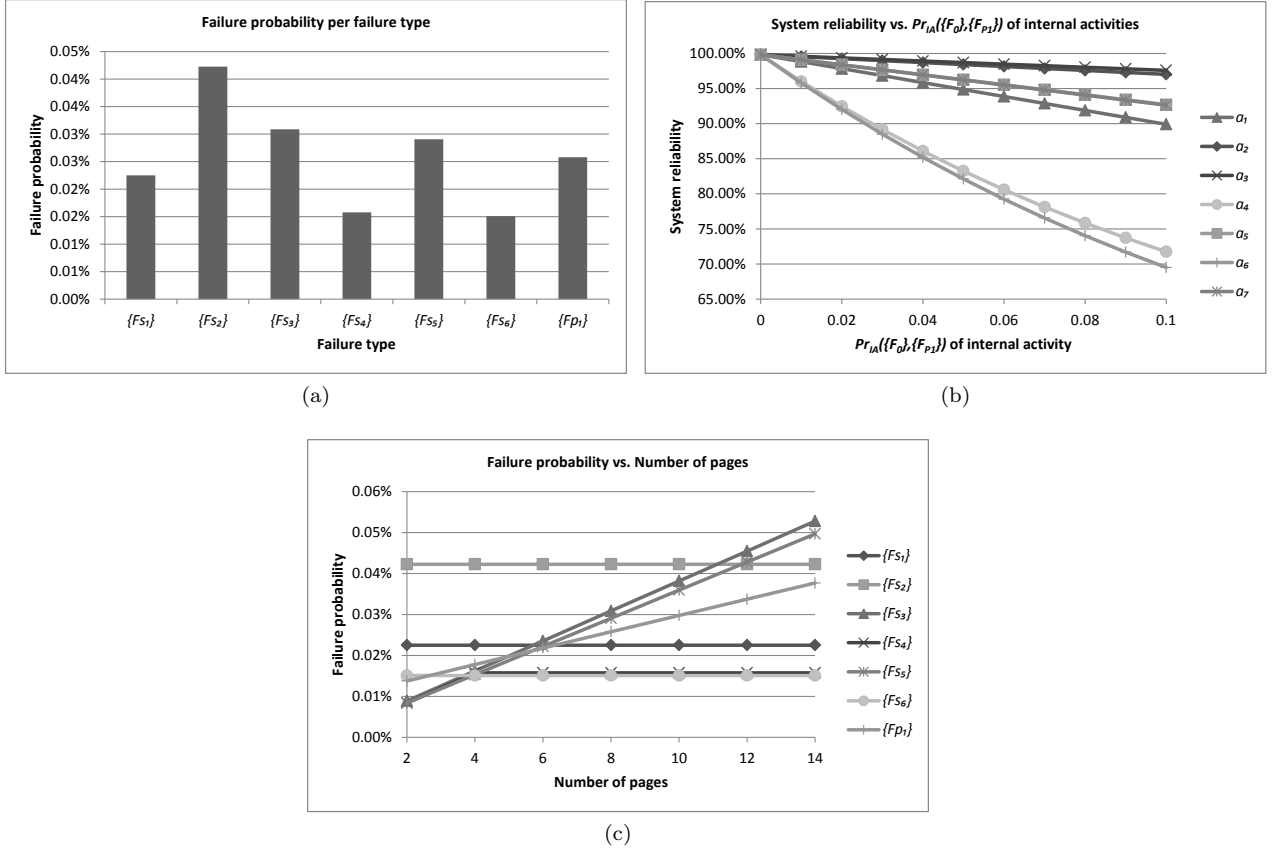 Failure probability per failure type
0.05%
0.04%
0.04%
0.03%
0.03%
0.02%
0.02%
0.01%
0.01%
0.00%
Failure probability
{Fs₁} {Fs₂} {Fs₃} {Fs₄} {Fs₅} {Fs₆} {Fp₁}
Failure type
(a)
System reliability vs. Pr_IA({F₀},{F_P1}) of internal activities
100.00%
95.00%
90.00%
85.00%
80.00%
75.00%
70.00%
65.00%
System reliability
0 0.02 0.04 0.06 0.08 0.1
Pr_IA({F₀},{F_P1}) of internal activity
a₁
a₂
a₃
a₄
a₅
a₆
a₇
(b)
Failure probability vs. Number of pages
0.06%
0.05%
0.04%
0.03%
0.02%
0.01%
0.00%
Failure probability
2 4 6 8 10 12 14
Number of pages
{Fs₁}
{Fs₂}
{Fs₃}
{Fs₄}
{Fs₅}
{Fs₆}
{Fp₁}
(c)